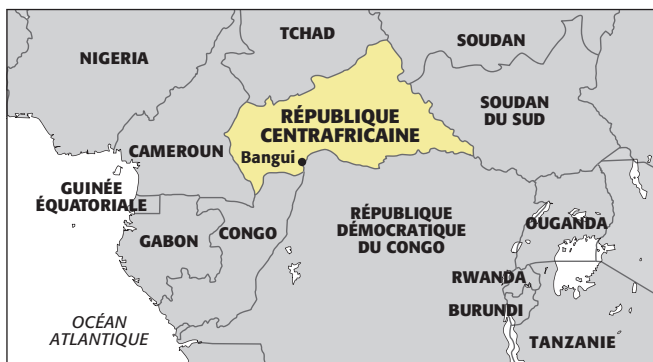 TCHAD
SOUDAN
NIGERIA
SOUDAN
DU SUD
RÉPUBLIQUE
CENTRAFRICAINE
CAMEROUN
Bangui
GUINÉE
ÉQUATORIALE
RÉPUBLIQUE
DÉMOCRATIQUE
DU CONGO
OUGANDA
GABON
CONGO
RWANDA
BURUNDI
OCÉAN
ATLANTIQUE
TANZANIE